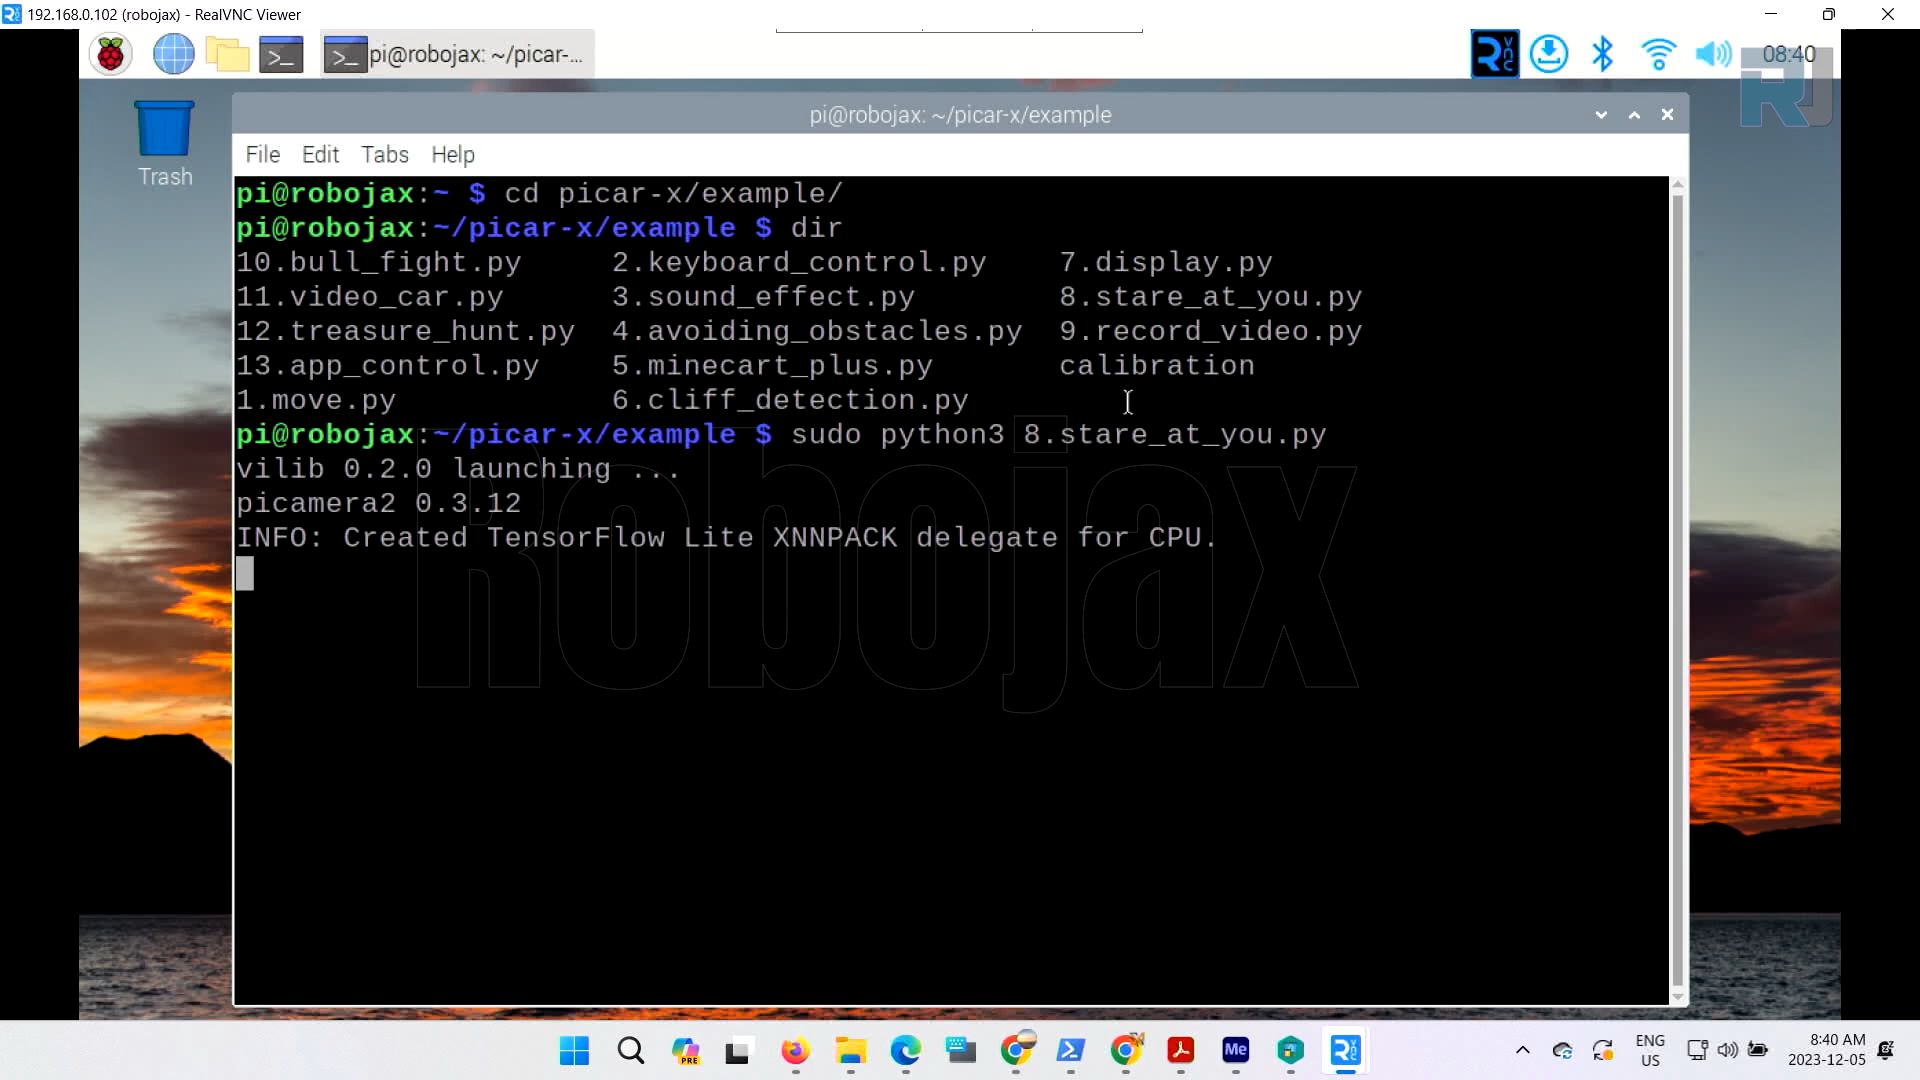 192.168.0.102 (robojax) - RealVNC Viewer
pi@robojax: ~/picar-...
08:40
RJ
Trash
pi@robojax: ~/picar-x/example
File Edit Tabs Help
pi@robojax:~ $ cd picar-x/example/
pi@robojax:~/picar-x/example $ dir
10.bull_fight.py 2.keyboard_control.py 7.display.py
11.video_car.py 3.sound_effect.py 8.stare_at_you.py
12.treasure_hunt.py 4.avoiding_obstacles.py 9.record_video.py
13.app_control.py 5.minecart_plus.py calibration
1.move.py 6.cliff_detection.py
pi@robojax:~/picar-x/example $ sudo python3 8.stare_at_you.py
vilib 0.2.0 launching ...
picamera2 0.3.12
INFO: Created TensorFlow Lite XNNPACK delegate for CPU.
Robojax
PRE
Me
ENG
US
8:40 AM
2023-12-05